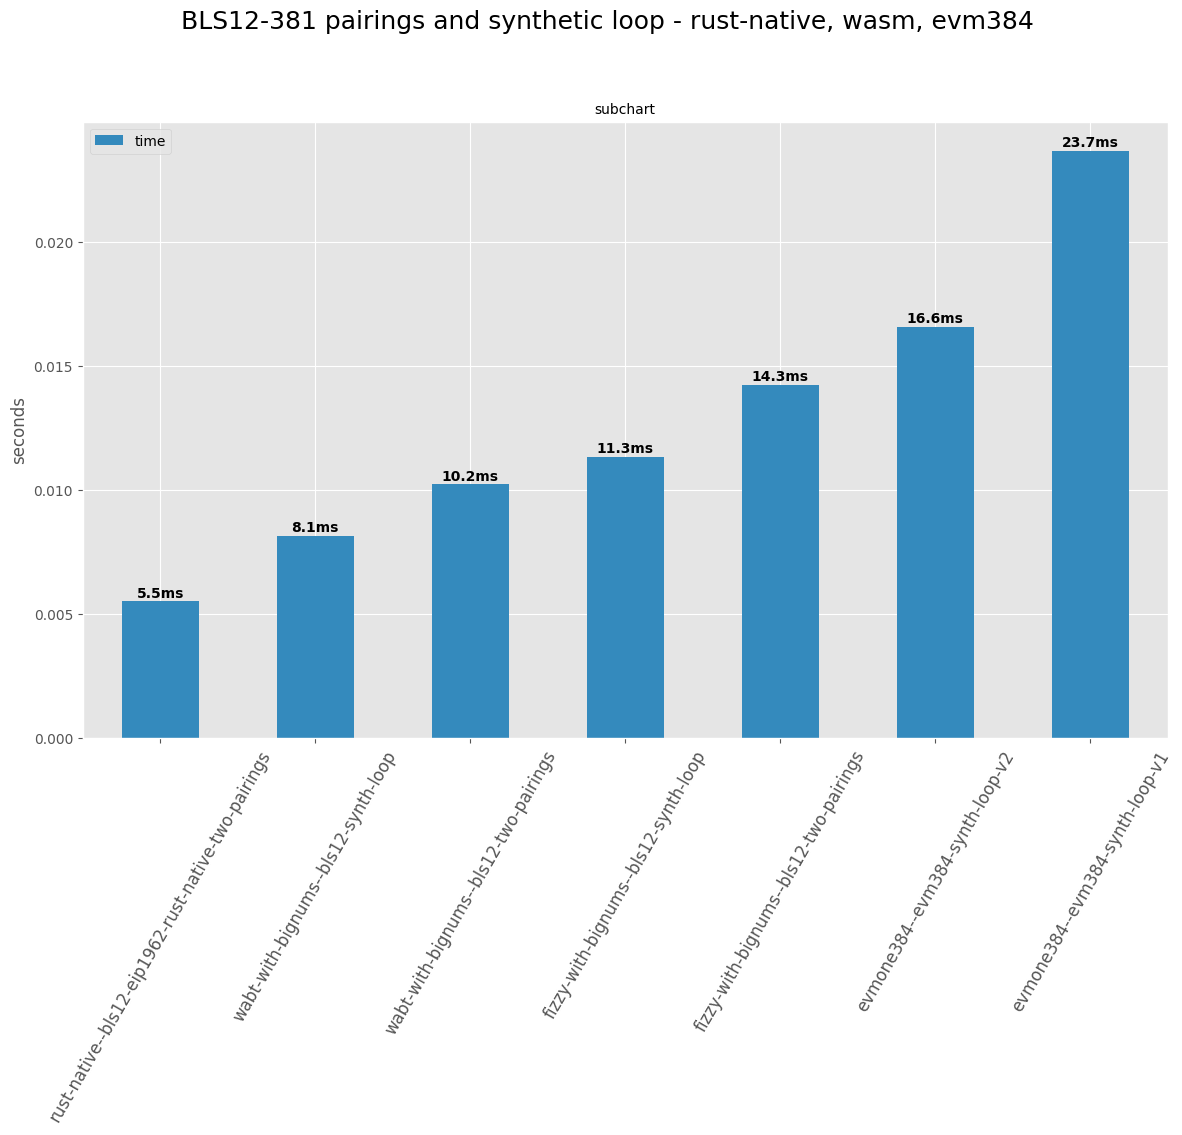 BLS12-381 pairings and synthetic loop - rust-native, wasm, evm384
subchart
time
23.7ms
16.6ms
14.3ms
11.3ms
10.2ms
8.1ms
5.5ms
seconds
0.020
0.015
0.010
0.005
0.000
rust-native--bls12-eip1962-rust-native-two-pairings
wabt-with-bignums--bls12-synth-loop
wabt-with-bignums--bls12-two-pairings
fizzy-with-bignums--bls12-synth-loop
fizzy-with-bignums--bls12-two-pairings
evmone384--evm384-synth-loop-v2
evmone384--evm384-synth-loop-v1